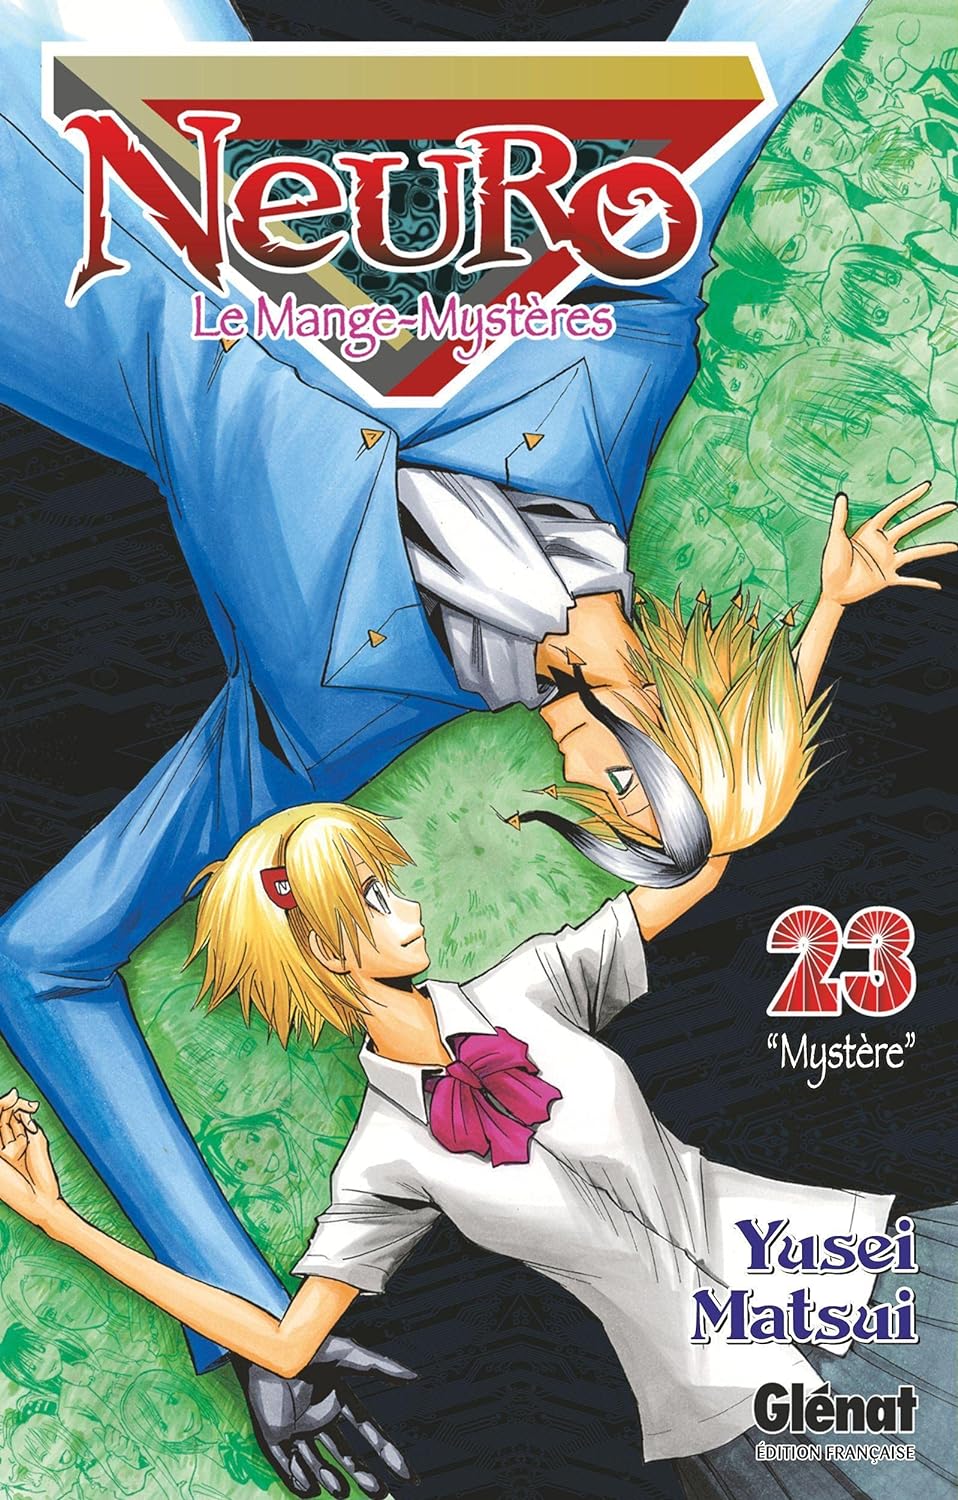 NEURO
Le Mange-Mystères
N
23
“Mystère”
Yusei
Matsui
Glénat
ÉDITION FRANÇAISE